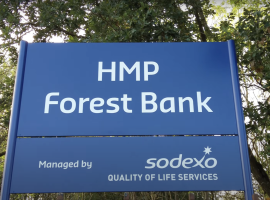 HMP
Forest Bank
Managed by
sodexo
QUALITY OF LIFE SERVICES